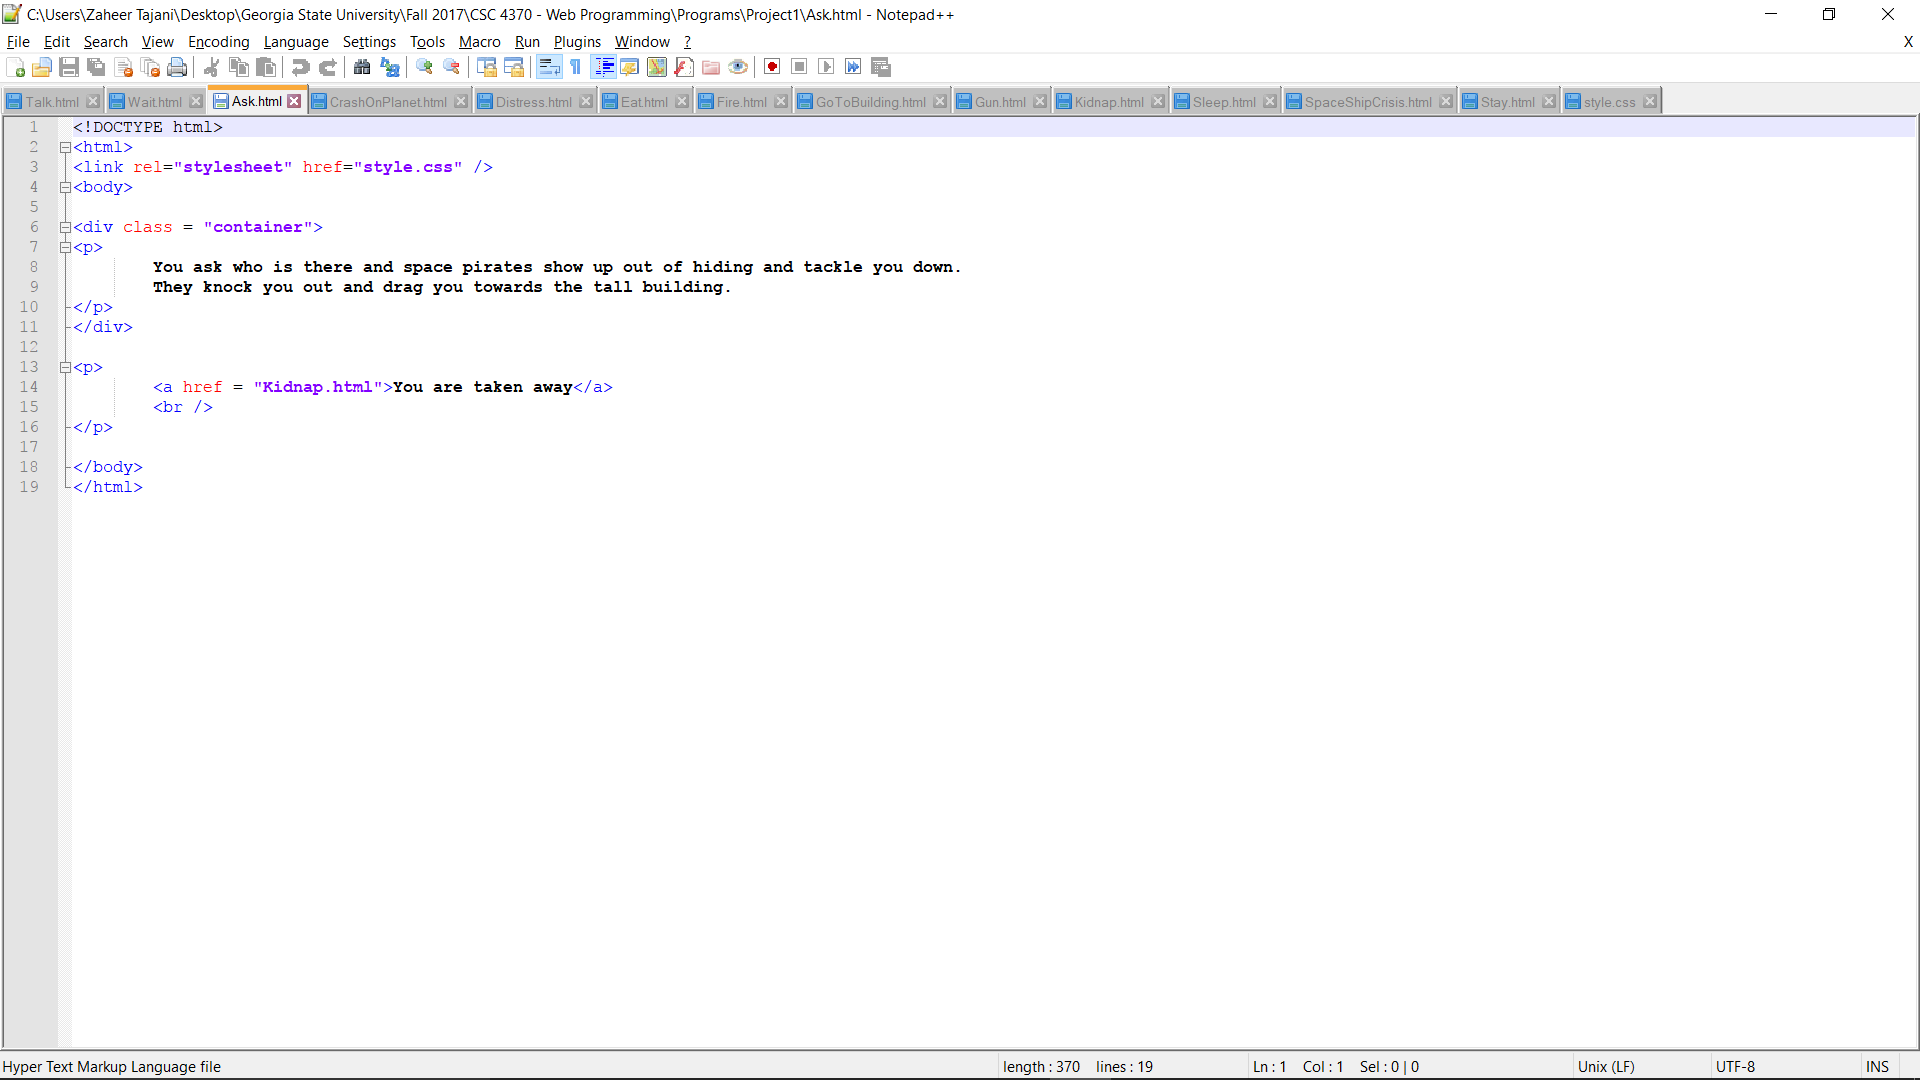 C:\Users\Zaheer Tajani\Desktop\Georgia State University\Fall 2017\CSC 4370 - Web Programming\Programs\Project1\Ask.html - Notepad++
File Edit Search View Encoding Language Settings Tools Macro Run Plugins Window ? X
Talk.html Wait.html Ask.html CrashOnPlanet.html Distress.html Eat.html Fire.html GoToBuilding.html Gun.html Kidnap.html Sleep.html SpaceShipCrisis.html Stay.html style.css
1 <!DOCTYPE html>
2 <html>
3 <link rel="stylesheet" href="style.css" />
4 <body>
5
6 <div class = "container">
7 <p>
8 You ask who is there and space pirates show up out of hiding and tackle you down.
9 They knock you out and drag you towards the tall building.
10 </p>
11 </div>
12
13 <p>
14 <a href = "Kidnap.html">You are taken away</a>
15 <br />
16 </p>
17
18 </body>
19 </html>
Hyper Text Markup Language file length : 370 lines : 19 Ln : 1 Col : 1 Sel : 0 | 0 Unix (LF) UTF-8 INS